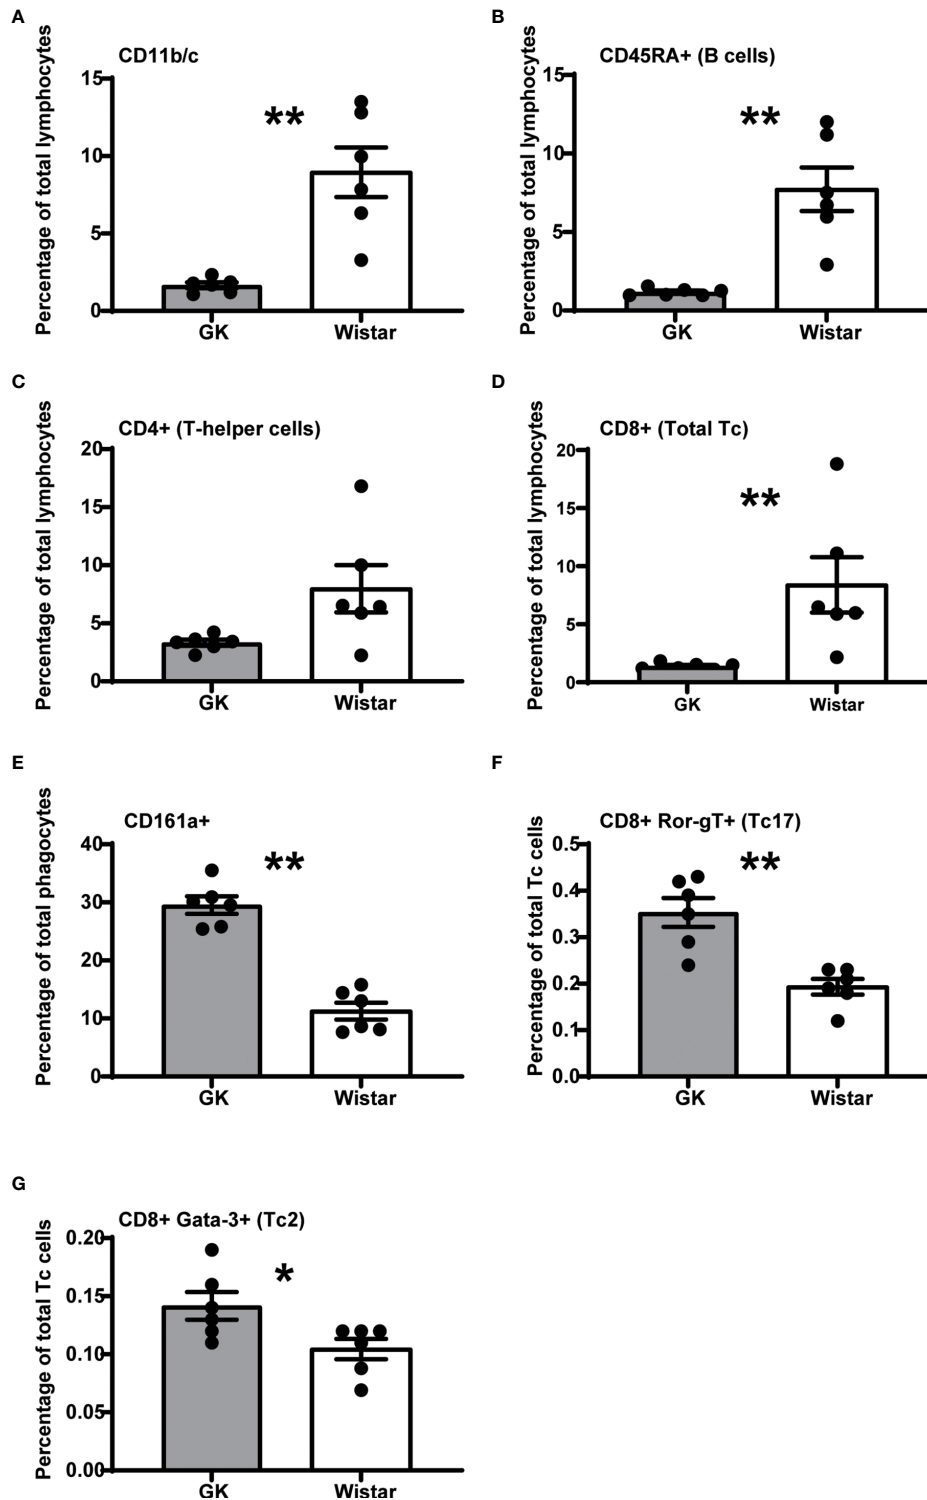 A
CD11b/c
Percentage of total lymphocytes
15
10
5
0
**
GK
Wistar
B
CD45RA+ (B cells)
Percentage of total lymphocytes
15
10
5
0
**
GK
Wistar
C
CD4+ (T-helper cells)
Percentage of total lymphocytes
20
15
10
5
0
GK
Wistar
D
CD8+ (Total Tc)
Percentage of total lymphocytes
20
15
10
5
0
**
GK
Wistar
E
CD161a+
Percentage of total phagocytes
40
30
20
10
0
**
GK
Wistar
F
CD8+ Ror-gT+ (Tc17)
Percentage of total Tc cells
0.5
0.4
0.3
0.2
0.1
0.0
**
GK
Wistar
G
CD8+ Gata-3+ (Tc2)
Percentage of total Tc cells
0.20
0.15
0.10
0.05
0.00
*
GK
Wistar